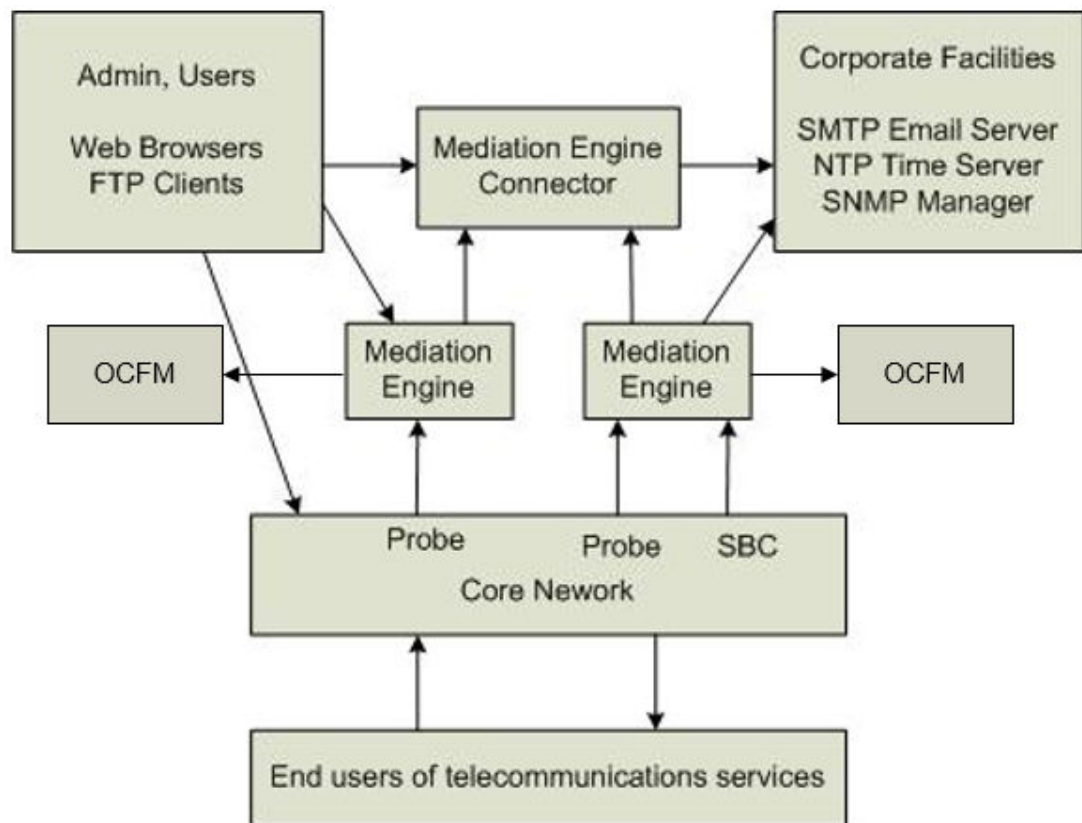 Admin, Users
Web Browsers
FTP Clients
Mediation Engine
Connector
Corporate Facilities
SMTP Email Server
NTP Time Server
SNMP Manager
OCFM
Mediation
Engine
Mediation
Engine
OCFM
Probe
Probe
SBC
Core Nework
End users of telecommunications services